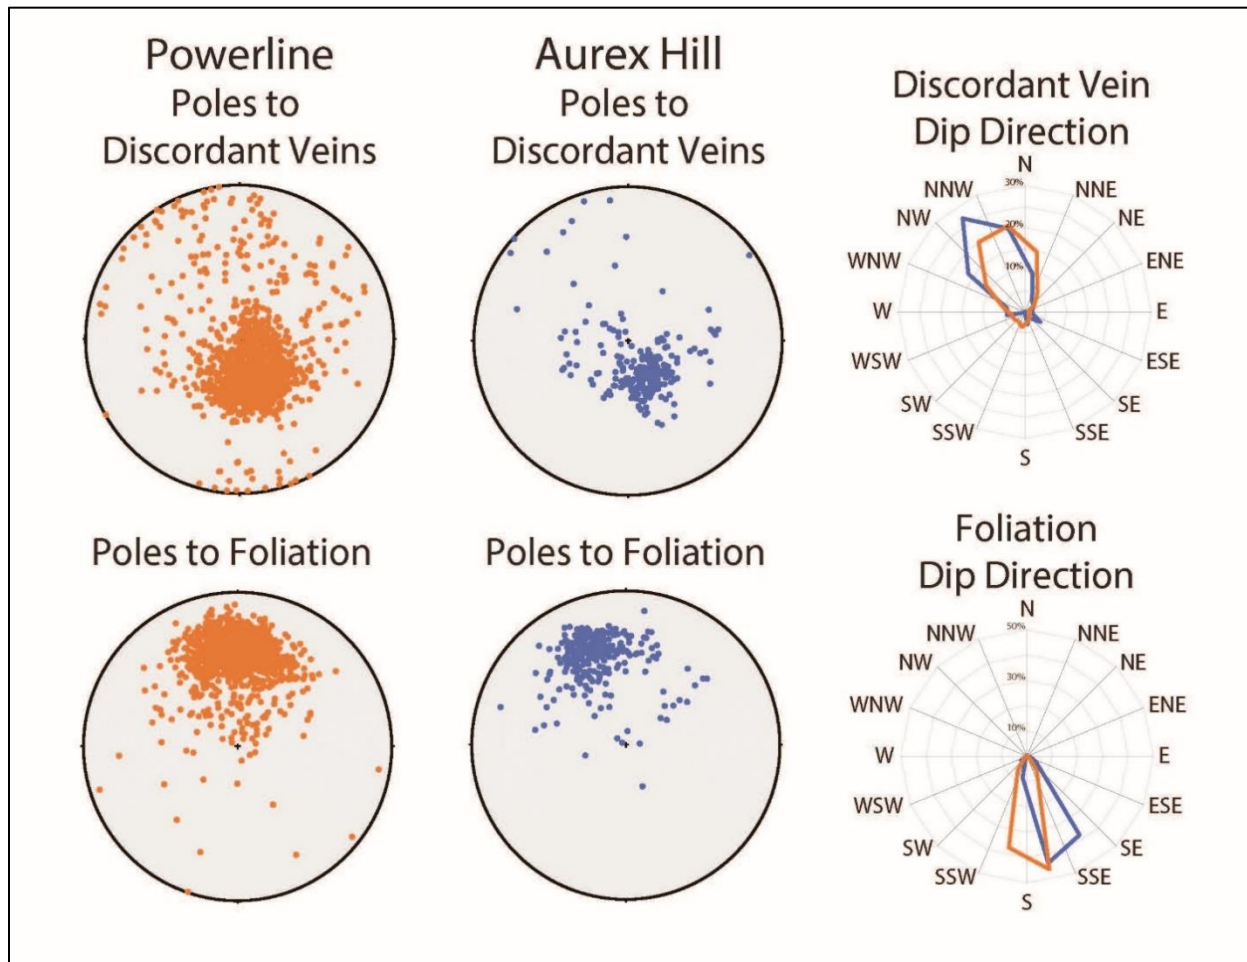 Powerline
Poles to
Discordant Veins
Aurex Hill
Poles to
Discordant Veins
Discordant Vein
Dip Direction
N
30%
NNW
NNE
NW
20%
NE
WNW
10%
ENE
W
E
WSW
ESE
SW
SE
SSW
SSE
S
Poles to Foliation
Poles to Foliation
Foliation
Dip Direction
N
50%
NNW
NNE
NW
30%
NE
WNW
10%
ENE
W
E
WSW
ESE
SW
SE
SSW
SSE
S